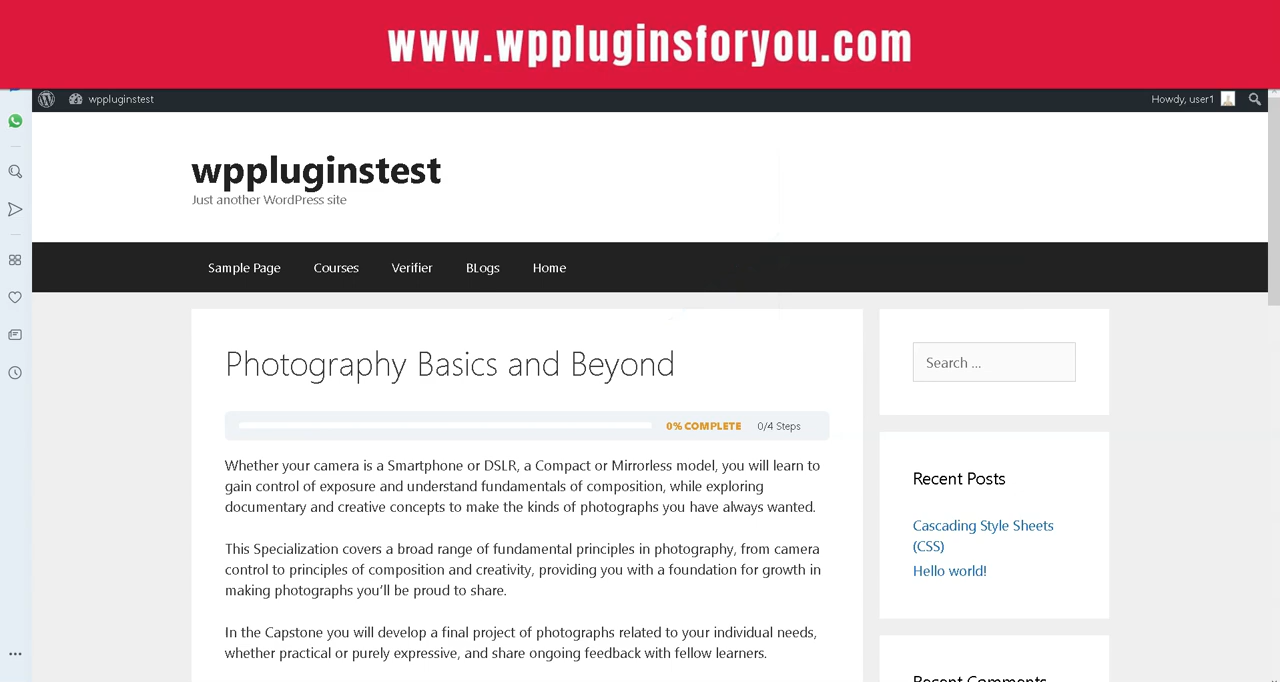 www.wppluginsforyou.com
wppluginstest
Howdy, user1
wppluginstest
Just another WordPress site
Sample Page
Courses
Verifier
BLogs
Home
Photography Basics and Beyond
0% COMPLETE
0/4 Steps
Whether your camera is a Smartphone or DSLR, a Compact or Mirrorless model, you will learn to
gain control of exposure and understand fundamentals of composition, while exploring
documentary and creative concepts to make the kinds of photographs you have always wanted.
This Specialization covers a broad range of fundamental principles in photography, from camera
control to principles of composition and creativity, providing you with a foundation for growth in
making photographs you’ll be proud to share.
In the Capstone you will develop a final project of photographs related to your individual needs,
whether practical or purely expressive, and share ongoing feedback with fellow learners.
Search ...
Recent Posts
Cascading Style Sheets
(CSS)
Hello world!
Recent Comments